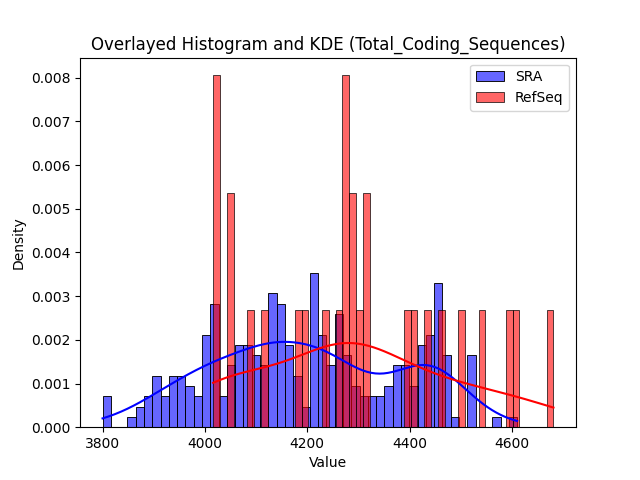 Overlayed Histogram and KDE (Total_Coding_Sequences)
SRA
RefSeq
0.008
0.007
0.006
0.005
0.004
0.003
0.002
0.001
0.000
Density
3800 4000 4200 4400 4600
Value